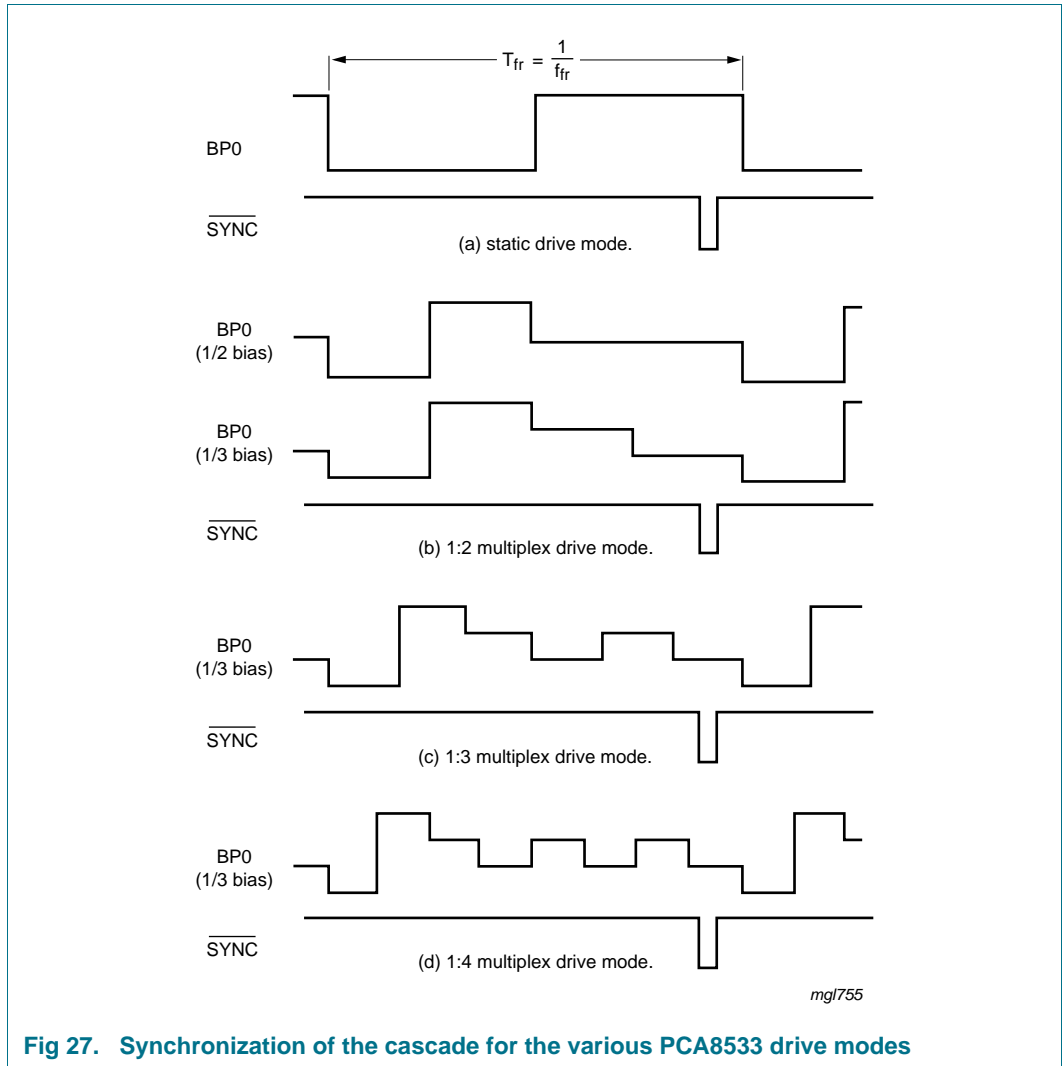 T_fr = 1/f_fr
BP0
SYNC
(a) static drive mode.
BP0
(1/2 bias)
BP0
(1/3 bias)
SYNC
(b) 1:2 multiplex drive mode.
BP0
(1/3 bias)
SYNC
(c) 1:3 multiplex drive mode.
BP0
(1/3 bias)
SYNC
(d) 1:4 multiplex drive mode.
mgl755
Fig 27. Synchronization of the cascade for the various PCA8533 drive modes